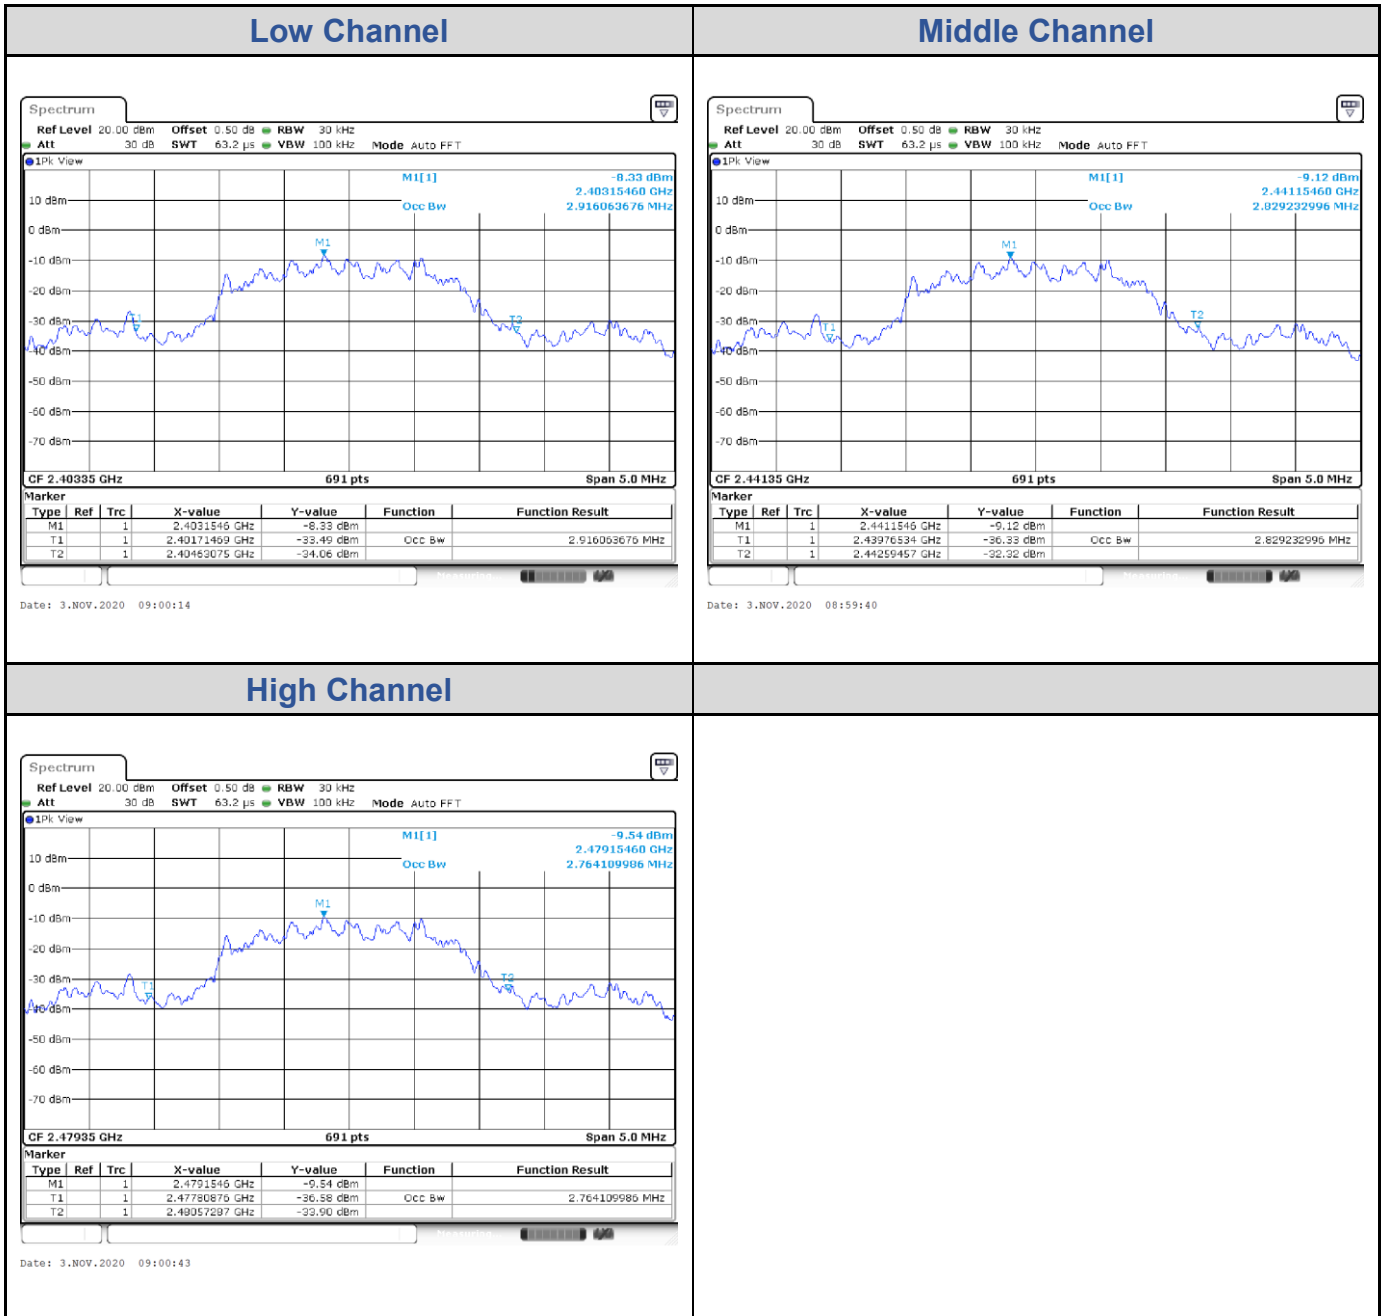 Low Channel
Middle Channel
Spectrum
Ref Level 20.00 dBm Offset 0.50 dB RBW 30 kHz
Att 30 dB SWT 63.2 µs VBW 100 kHz Mode Auto FFT
1Pk View
M1[1] -8.33 dBm
2.40315460 GHz
10 dBm
Occ Bw 2.916063676 MHz
0 dBm
M1
-10 dBm
-20 dBm
T1
T2
-30 dBm
-40 dBm
-50 dBm
-60 dBm
-70 dBm
CF 2.40335 GHz 691 pts Span 5.0 MHz
Marker
Type Ref Trc X-value Y-value Function Function Result
M1 1 2.4031546 GHz -8.33 dBm
T1 1 2.40171469 GHz -33.49 dBm Occ Bw 2.916063676 MHz
T2 1 2.40463075 GHz -34.06 dBm
Measuring...
Date: 3.NOV.2020 09:00:14
Spectrum
Ref Level 20.00 dBm Offset 0.50 dB RBW 30 kHz
Att 30 dB SWT 63.2 µs VBW 100 kHz Mode Auto FFT
1Pk View
M1[1] -9.12 dBm
2.44115460 GHz
10 dBm
Occ Bw 2.829232996 MHz
0 dBm
M1
-10 dBm
-20 dBm
T2
-30 dBm
T1
-40 dBm
-50 dBm
-60 dBm
-70 dBm
CF 2.44135 GHz 691 pts Span 5.0 MHz
Marker
Type Ref Trc X-value Y-value Function Function Result
M1 1 2.4411546 GHz -9.12 dBm
T1 1 2.43976534 GHz -36.33 dBm Occ Bw 2.829232996 MHz
T2 1 2.44259457 GHz -32.32 dBm
Measuring...
Date: 3.NOV.2020 08:59:40
High Channel
Spectrum
Ref Level 20.00 dBm Offset 0.50 dB RBW 30 kHz
Att 30 dB SWT 63.2 µs VBW 100 kHz Mode Auto FFT
1Pk View
M1[1] -9.54 dBm
2.47915460 GHz
10 dBm
Occ Bw 2.764109986 MHz
0 dBm
M1
-10 dBm
-20 dBm
-30 dBm
T2
T1
-40 dBm
-50 dBm
-60 dBm
-70 dBm
CF 2.47935 GHz 691 pts Span 5.0 MHz
Marker
Type Ref Trc X-value Y-value Function Function Result
M1 1 2.4791546 GHz -9.54 dBm
T1 1 2.47780876 GHz -36.58 dBm Occ Bw 2.764109986 MHz
T2 1 2.48057287 GHz -33.90 dBm
Measuring...
Date: 3.NOV.2020 09:00:43